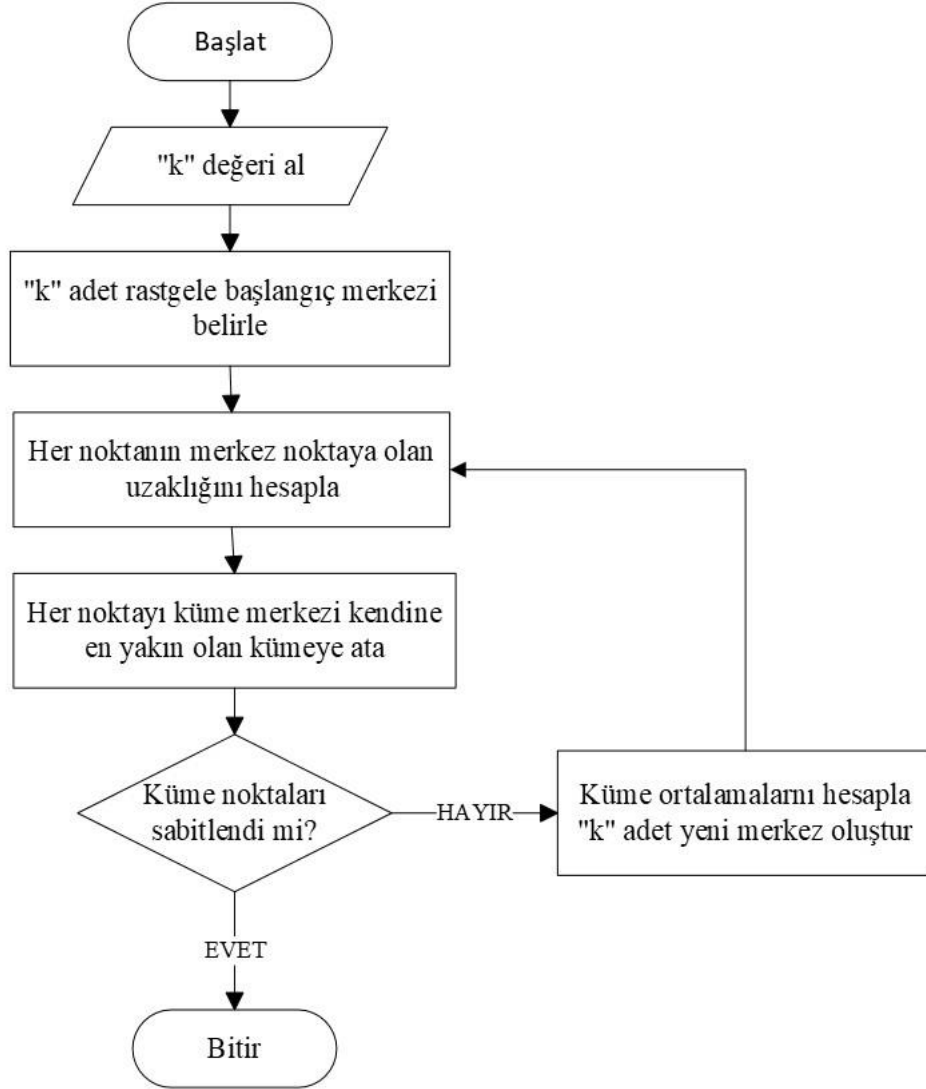 Başlat
"k" değeri al
"k" adet rastgele başlangıç merkezi
belirle
Her noktanın merkez noktaya olan
uzaklığını hesapla
Her noktayı küme merkezi kendine
en yakın olan kümeye ata
Küme noktaları
sabitlendi mi?
HAYIR
Küme ortalamalarnı hesapla
"k" adet yeni merkez oluştur
EVET
Bitir